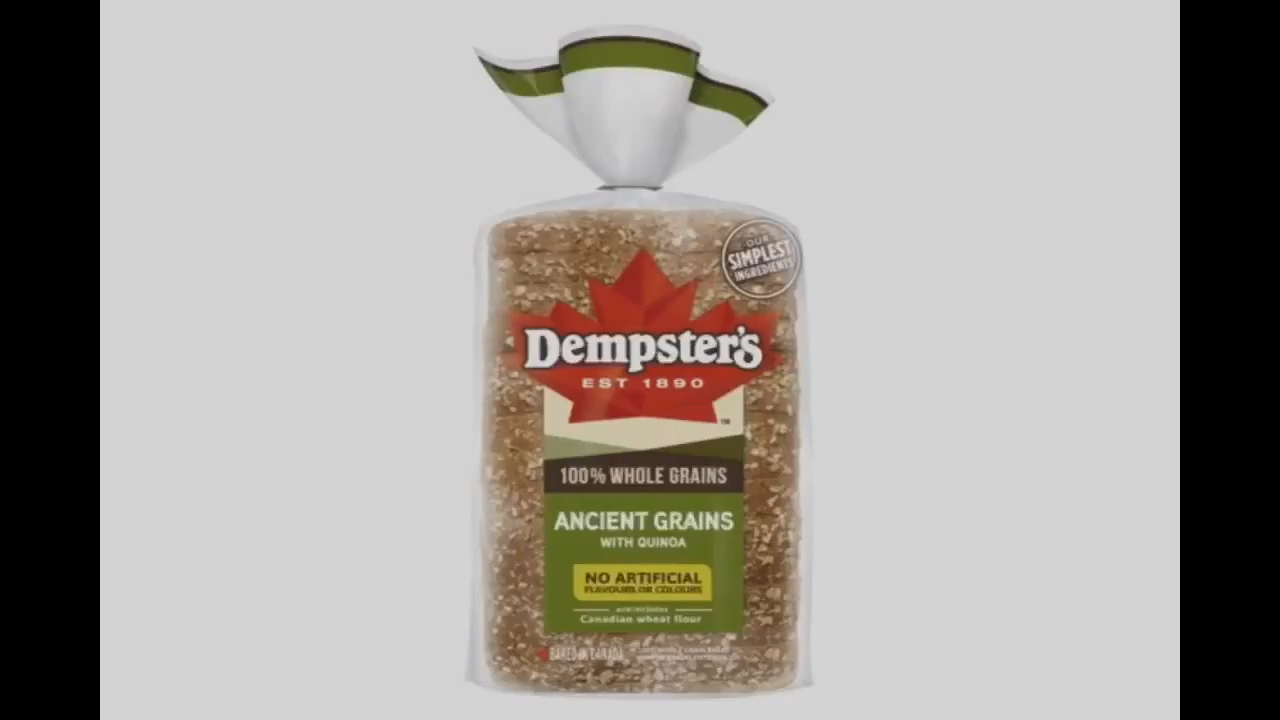 OUR
SIMPLEST
INGREDIENTS
Dempster's
EST 1890
TM
100% WHOLE GRAINS
ANCIENT GRAINS
WITH QUINOA
NO ARTIFICIAL
FLAVOURS OR COLOURS
Canadian wheat flour
BAKED IN CANADA